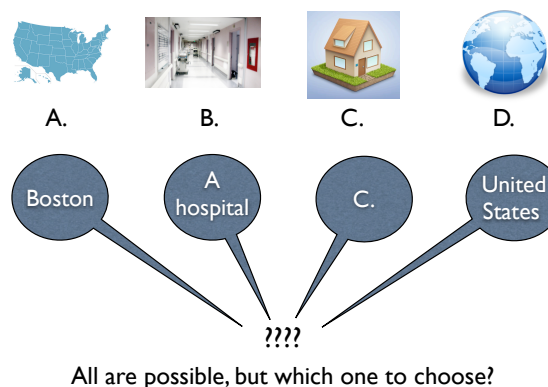 A.
B.
C.
D.
Boston
A
hospital
C.
United
States
????
All are possible, but which one to choose?